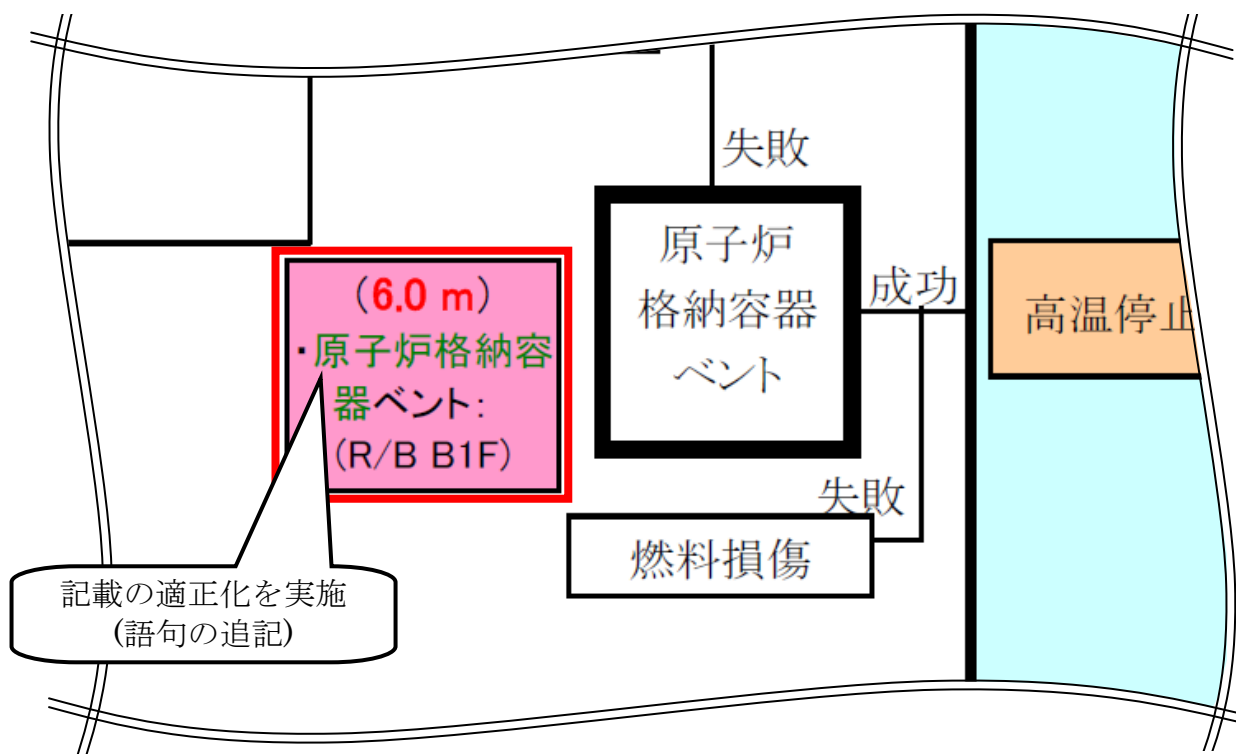 失敗
原子炉
格納容器
ベント
成功
高温停止
(6.0 m)
・原子炉格納容
器ベント:
(R/B B1F)
失敗
燃料損傷
記載の適正化を実施
(語句の追記)